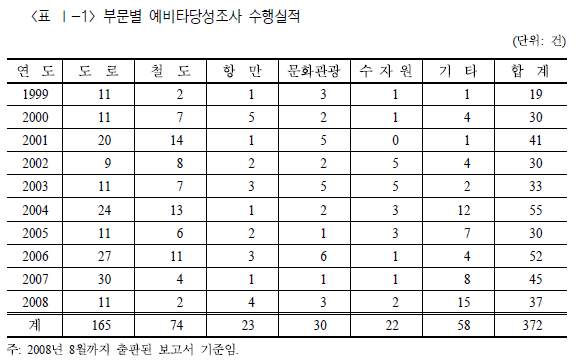 <표 Ⅰ-1> 부문별 예비타당성조사 수행실적
(단위: 건)
연 도 도 로 철 도 항 만 문화관광 수 자 원 기 타 합 계
1999 11 2 1 3 1 1 19
2000 11 7 5 2 1 4 30
2001 20 14 1 5 0 1 41
2002 9 8 2 2 5 4 30
2003 11 7 3 5 5 2 33
2004 24 13 1 2 3 12 55
2005 11 6 2 1 3 7 30
2006 27 11 3 6 1 4 52
2007 30 4 1 1 1 8 45
2008 11 2 4 3 2 15 37
계 165 74 23 30 22 58 372
주: 2008년 8월까지 출판된 보고서 기준임.